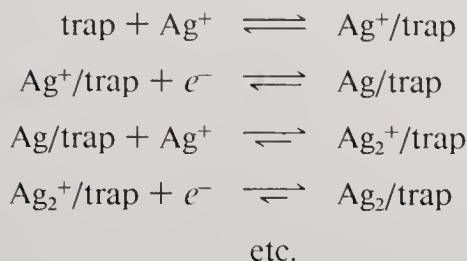 trap + Ag⁺ ⇌ Ag⁺/trap
Ag⁺/trap + e⁻ ⇌ Ag/trap
Ag/trap + Ag⁺ ⇌ Ag₂⁺/trap
Ag₂⁺/trap + e⁻ ⇌ Ag₂/trap
etc.